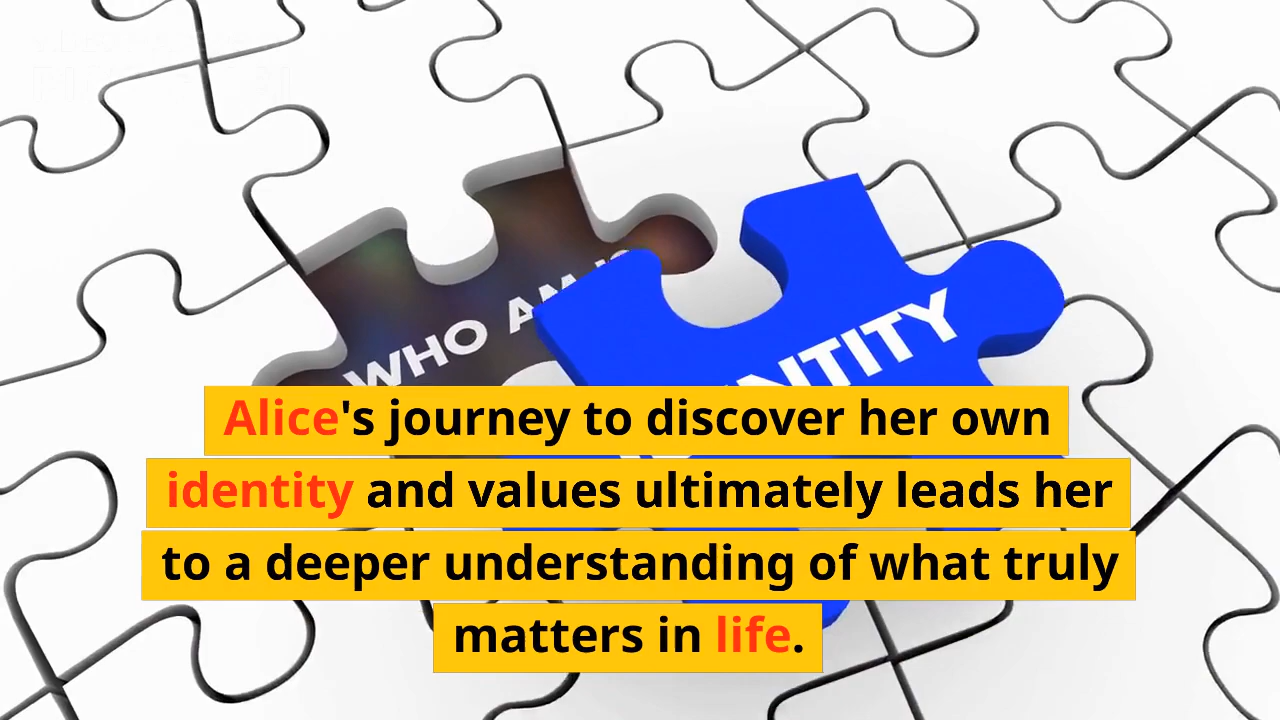 WHO AM I?
NTITY
Alice's journey to discover her own
identity and values ultimately leads her
to a deeper understanding of what truly
matters in life.